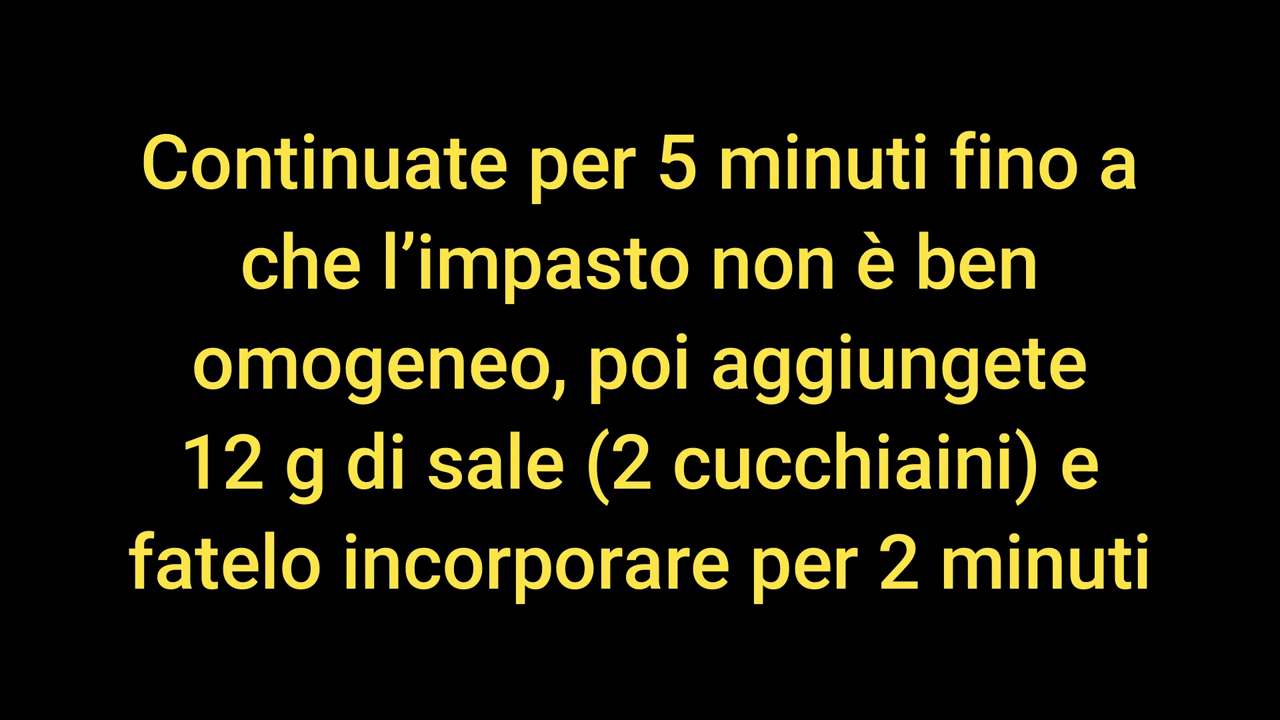 Continuate per 5 minuti fino a
che l’impasto non è ben
omogeneo, poi aggiungete
12 g di sale (2 cucchiaini) e
fatelo incorporare per 2 minuti